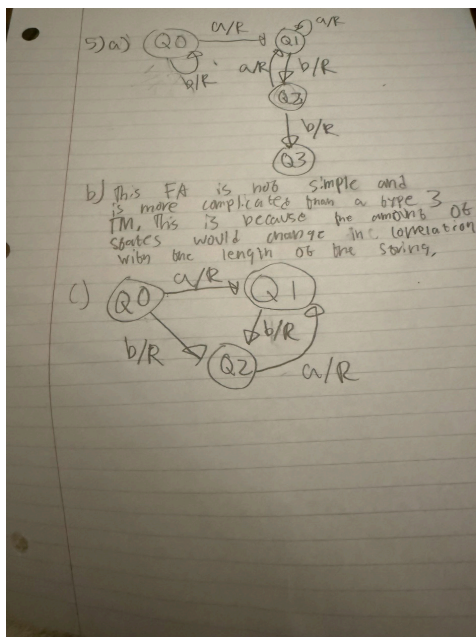 5)a) Q0 a/R Q1 a/R
b/R a/R b/R
Q2
b/R
Q3
b) This FA is not simple and
is more complicated than a type 3
TM, This is because the amount of
states would change in correlation
with the length of the string,
c) Q0 a/R Q1
b/R b/R
Q2 a/R